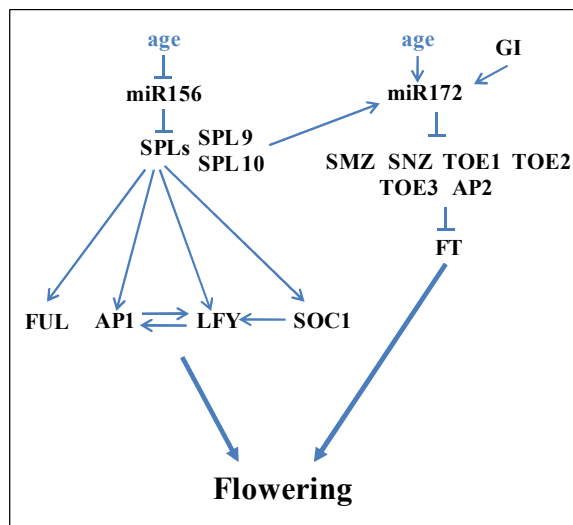 age
age
GI
miR156
miR172
SPLs
SPL9
SPL10
SMZ SNZ TOE1 TOE2
TOE3 AP2
FT
FUL AP1 LFY SOC1
Flowering